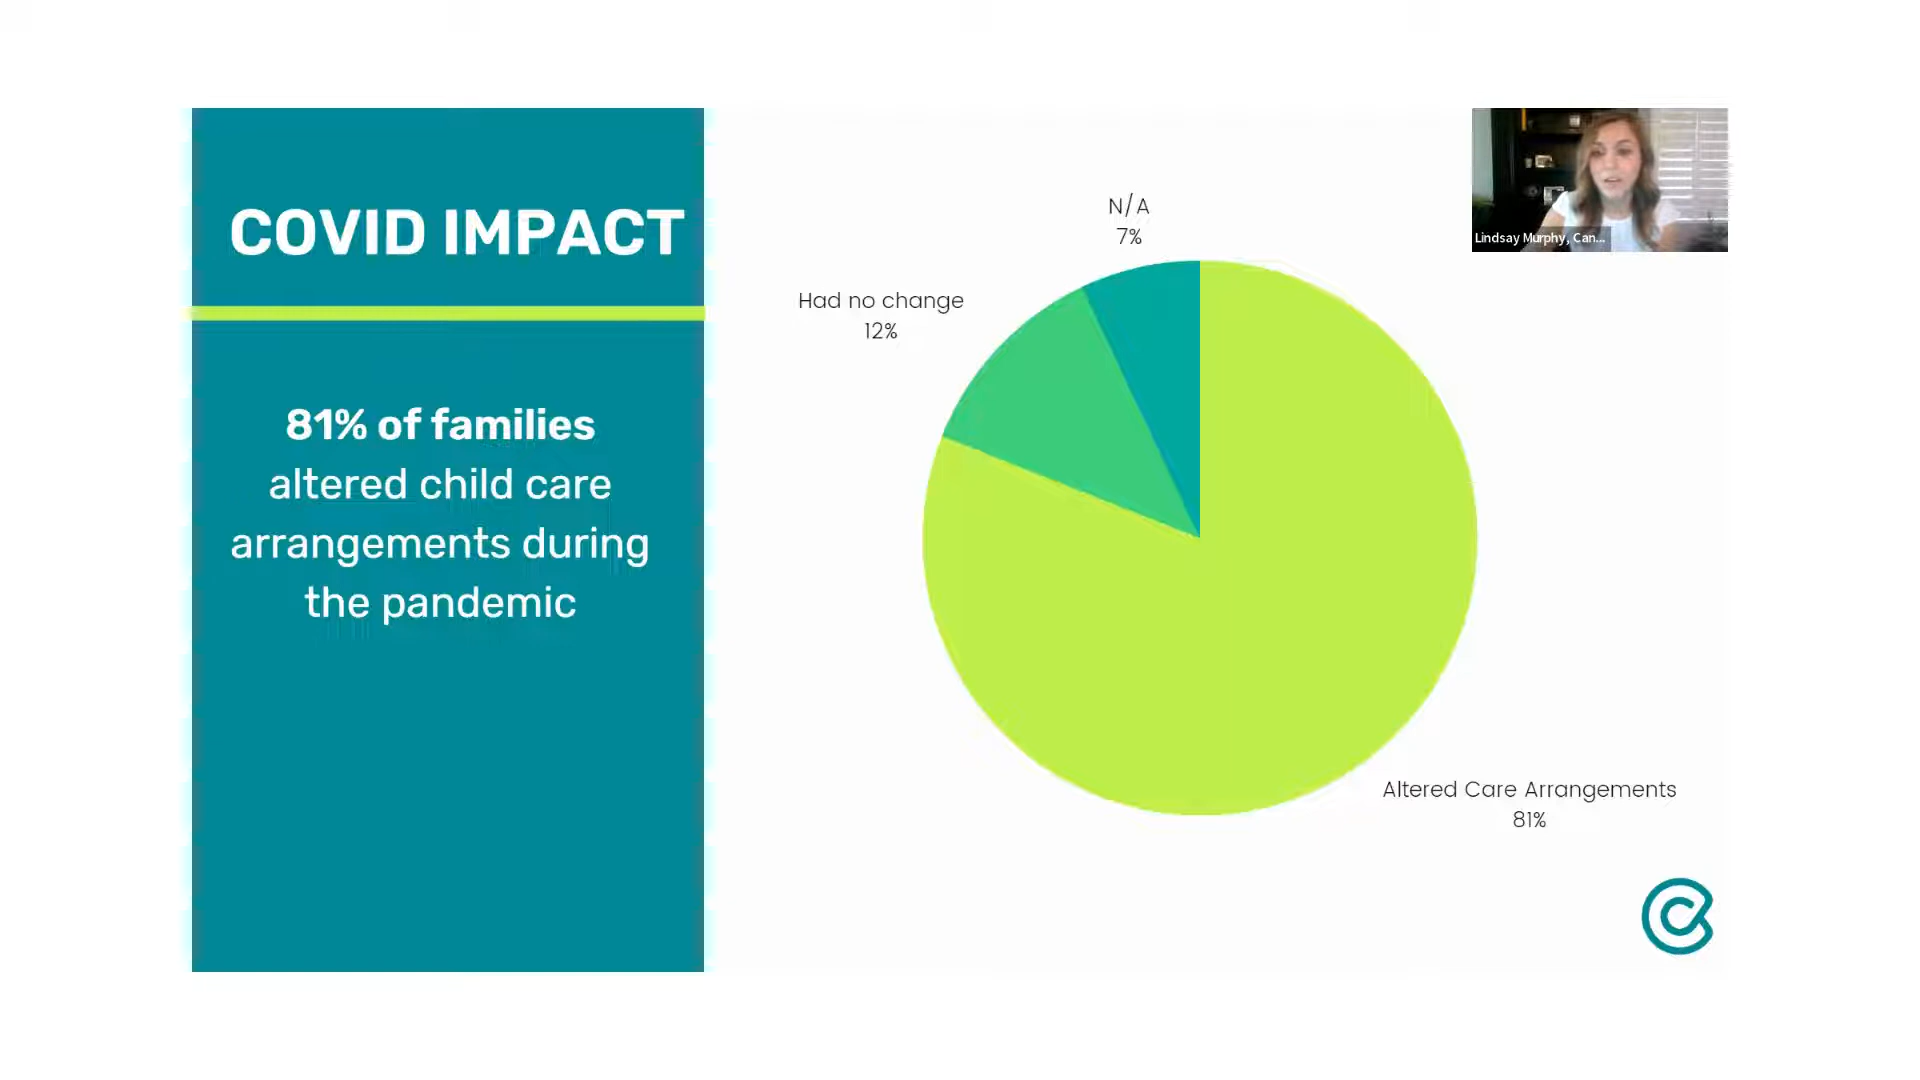 COVID IMPACT
81% of families
altered child care
arrangements during
the pandemic
N/A
7%
Had no change
12%
Altered Care Arrangements
81%
Lindsay Murphy, Can...